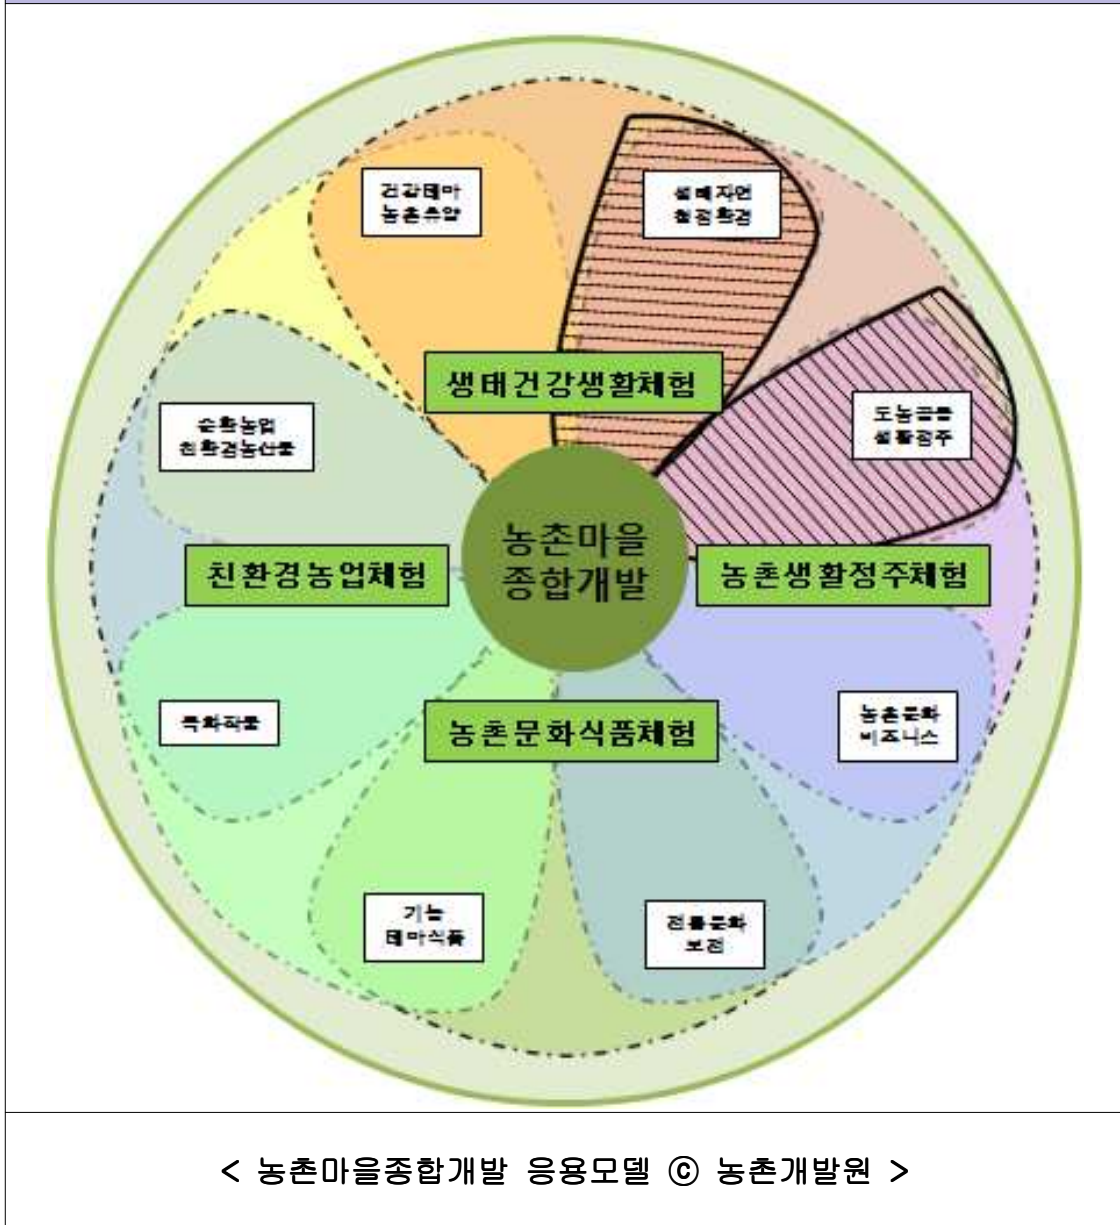 건강테마
농촌휴양
생태자연
청정환경
생태건강생활체험
도농공동
생활정주
순환농업
친환경농산물
농촌마을
종합개발
친환경농업체험
농촌생활정주체험
특화작물
농촌문화식품체험
농촌문화
비즈니스
기능
테마식품
전통문화
보전
< 농촌마을종합개발 응용모델 ⓒ 농촌개발원 >